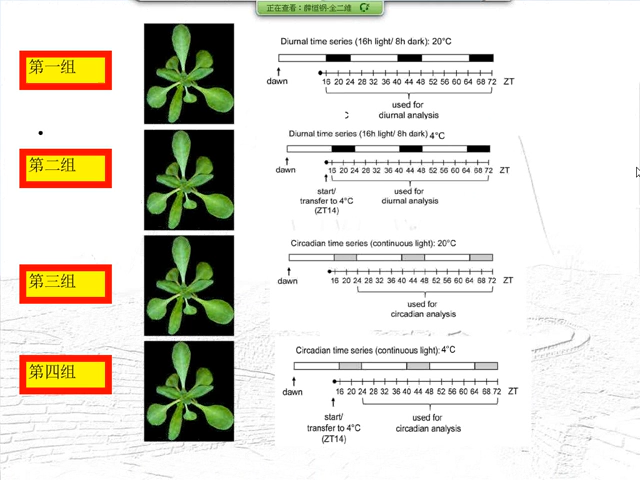 正在查看：薛恒钢-全二维
第一组
Diurnal time series (16h light/ 8h dark): 20°C
dawn
16 20 24 28 32 36 40 44 48 52 56 60 64 68 72 ZT
used for
diurnal analysis
第二组
Diurnal time series (16h light/ 8h dark) 4°C
dawn
16 20 24 28 32 36 40 44 48 52 56 60 64 68 72 ZT
start/
transfer to 4°C
(ZT14)
used for
diurnal analysis
第三组
Circadian time series (continuous light): 20°C
dawn
16 20 24 28 32 36 40 44 48 52 56 60 64 68 72 ZT
used for
circadian analysis
第四组
Circadian time series (continuous light): 4°C
dawn
16 20 24 28 32 36 40 44 48 52 56 60 64 68 72 ZT
start/
transfer to 4°C
(ZT14)
used for
circadian analysis